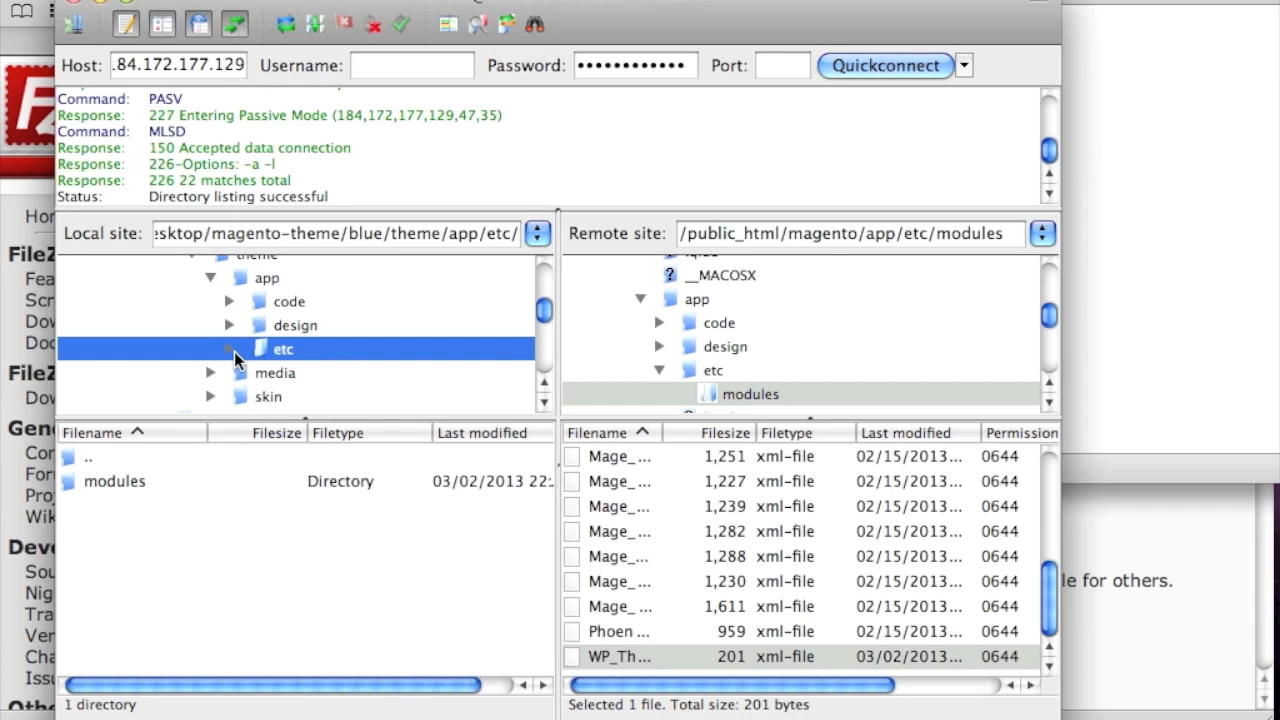 Host: .84.172.177.129 Username: Password: •••••••••••• Port: Quickconnect
Command: PASV
Response: 227 Entering Passive Mode (184,172,177,129,47,35)
Command: MLSD
Response: 150 Accepted data connection
Response: 226-Options: -a -l
Response: 226 22 matches total
Status: Directory listing successful
Local site: esktop/magento-theme/blue/theme/app/etc/
theme
app
code
design
etc
media
skin
Remote site: /public_html/magento/app/etc/modules
__MACOSX
app
code
design
etc
modules
Filename Filesize Filetype Last modified
..
modules Directory 03/02/2013 22:
1 directory
Filename Filesize Filetype Last modified Permission
Mage_ ... 1,251 xml-file 02/15/2013... 0644
Mage_ ... 1,227 xml-file 02/15/2013... 0644
Mage_ ... 1,239 xml-file 02/15/2013... 0644
Mage_ ... 1,282 xml-file 02/15/2013... 0644
Mage_... 1,288 xml-file 02/15/2013... 0644
Mage_ ... 1,230 xml-file 02/15/2013... 0644
Mage_ ... 1,611 xml-file 02/15/2013... 0644
Phoen ... 959 xml-file 02/15/2013... 0644
WP_Th... 201 xml-file 03/02/2013... 0644
Selected 1 file. Total size: 201 bytes
Hor
FileZ
Fea
Scr
Dov
Doc
FileZ
Dov
Gene
Cor
For
Pro
Wik
Deve
Sou
Nig
Tra
Ver
Cha
Issu
Othe
le for others.